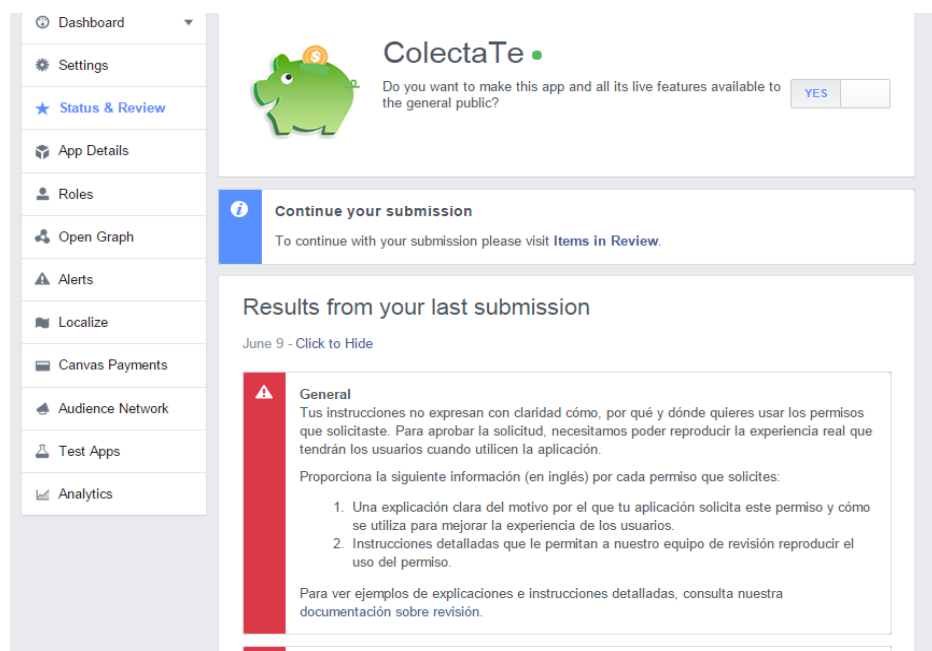 Dashboard
Settings
Status & Review
App Details
Roles
Open Graph
Alerts
Localize
Canvas Payments
Audience Network
Test Apps
Analytics
ColectaTe
Do you want to make this app and all its live features available to
the general public?
YES
Continue your submission
To continue with your submission please visit Items in Review.
Results from your last submission
June 9 - Click to Hide
General
Tus instrucciones no expresan con claridad cómo, por qué y dónde quieres usar los permisos
que solicitaste. Para aprobar la solicitud, necesitamos poder reproducir la experiencia real que
tendrán los usuarios cuando utilicen la aplicación.
Proporciona la siguiente información (en inglés) por cada permiso que solicites:
1. Una explicación clara del motivo por el que tu aplicación solicita este permiso y cómo
se utiliza para mejorar la experiencia de los usuarios.
2. Instrucciones detalladas que le permitan a nuestro equipo de revisión reproducir el
uso del permiso.
Para ver ejemplos de explicaciones e instrucciones detalladas, consulta nuestra
documentación sobre revisión.